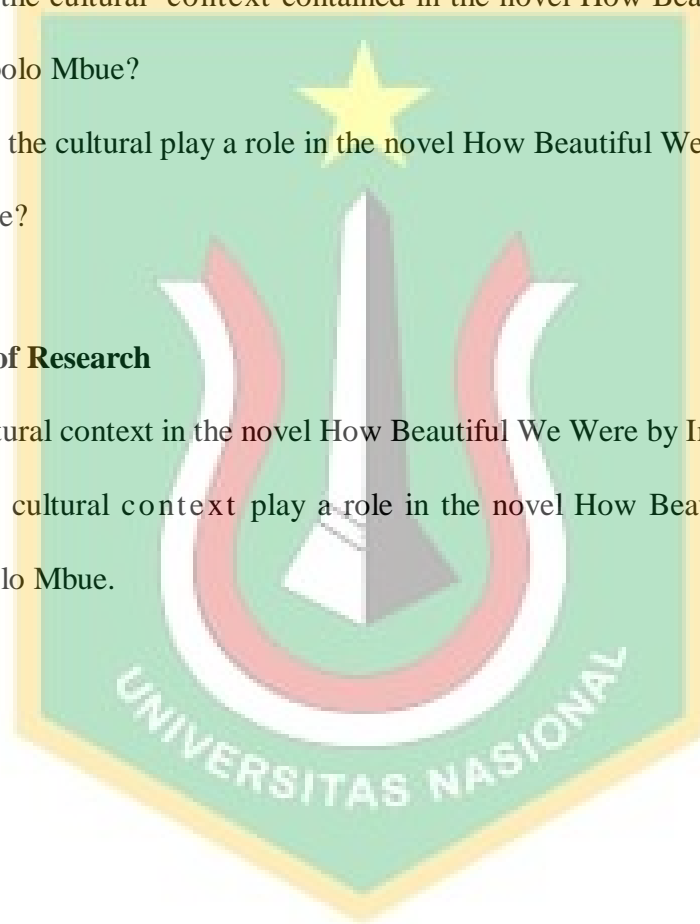 the cultural context contained in the novel How Bea
olo Mbue?
the cultural play a role in the novel How Beautiful We
e?
of Research
tural context in the novel How Beautiful We Were by I
cultural context play a role in the novel How Bea
lo Mbue.
UNIVERSITAS NASIONAL